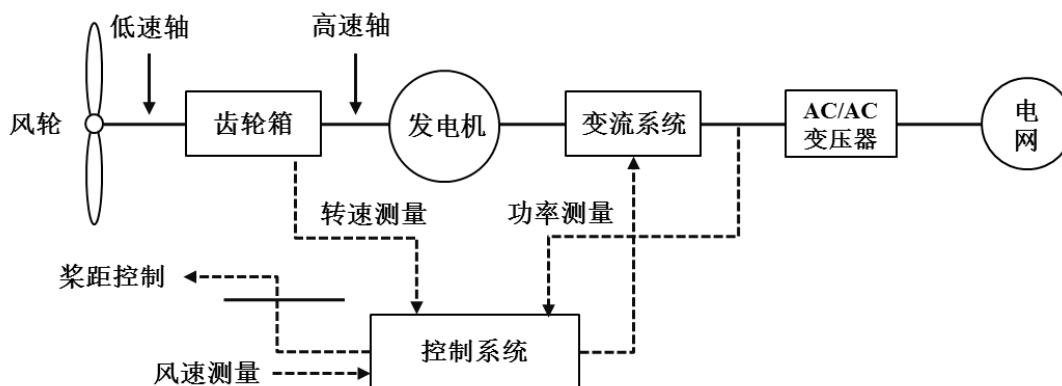 低速轴
高速轴
风轮
齿轮箱
发电机
变流系统
AC/AC
变压器
电
网
转速测量
功率测量
桨距控制
控制系统
风速测量